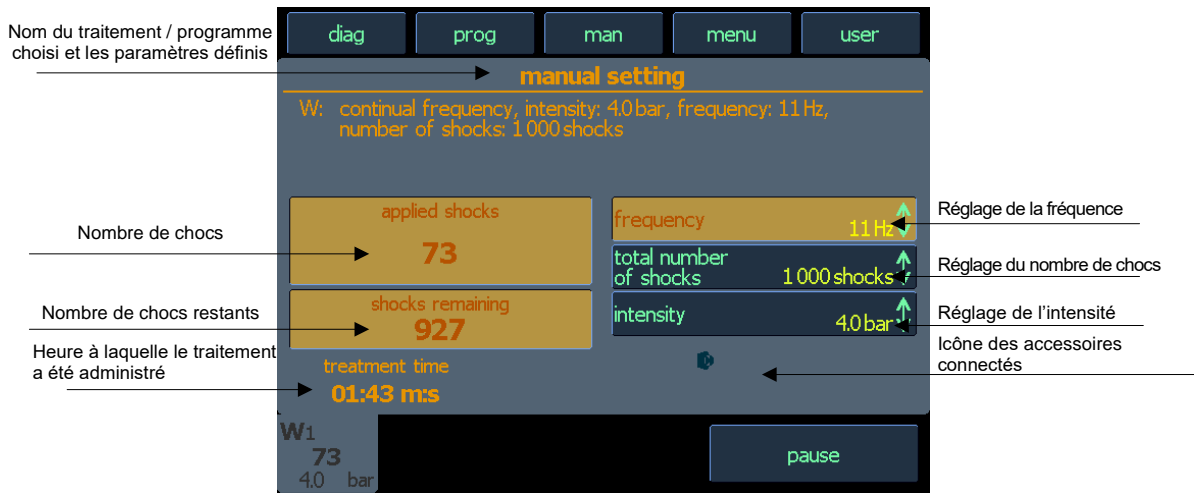 Nom du traitement / programme
choisi et les paramètres définis
diag
prog
man
menu
user
manual setting
W: continual frequency, intensity: 4.0 bar, frequency: 11 Hz,
number of shocks: 1 000 shocks
Nombre de chocs
applied shocks
73
Nombre de chocs restants
shocks remaining
927
Heure à laquelle le traitement
a été administré
treatment time
01:43 m:s
frequency
11 Hz
Réglage de la fréquence
total number
of shocks
1 000 shocks
Réglage du nombre de chocs
intensity
4.0 bar
Réglage de l’intensité
Icône des accessoires
connectés
W1
73
4.0 bar
pause